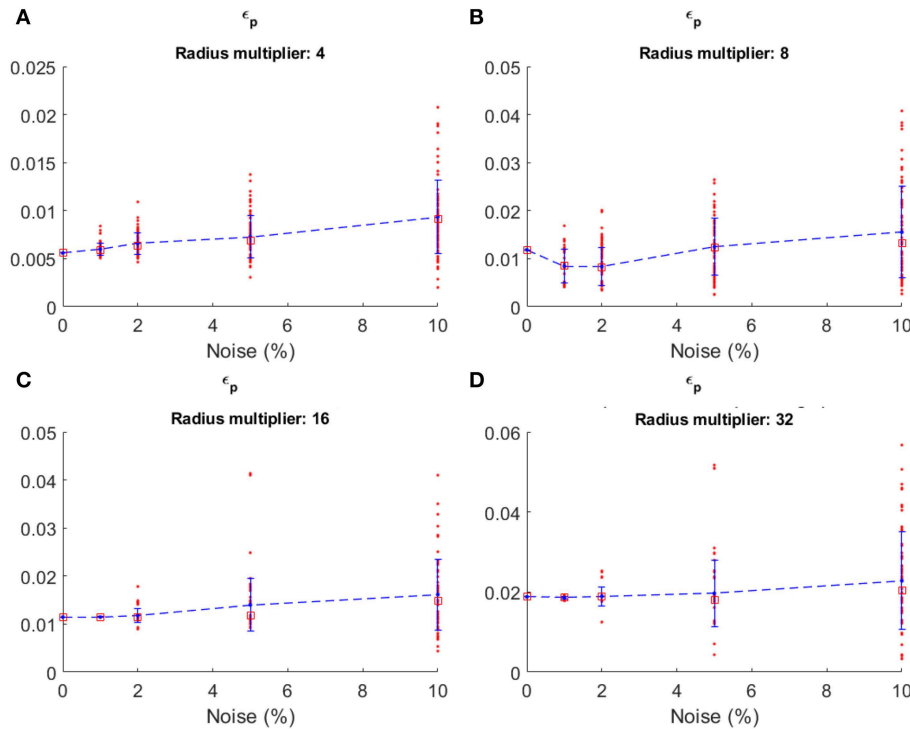 A
ϵp
Radius multiplier: 4
0.025
0.02
0.015
0.01
0.005
0
0 2 4 6 8 10
Noise (%)
B
ϵp
Radius multiplier: 8
0.05
0.04
0.03
0.02
0.01
0
0 2 4 6 8 10
Noise (%)
C
ϵp
Radius multiplier: 16
0.05
0.04
0.03
0.02
0.01
0
0 2 4 6 8 10
Noise (%)
D
ϵp
Radius multiplier: 32
0.06
0.04
0.02
0
0 2 4 6 8 10
Noise (%)